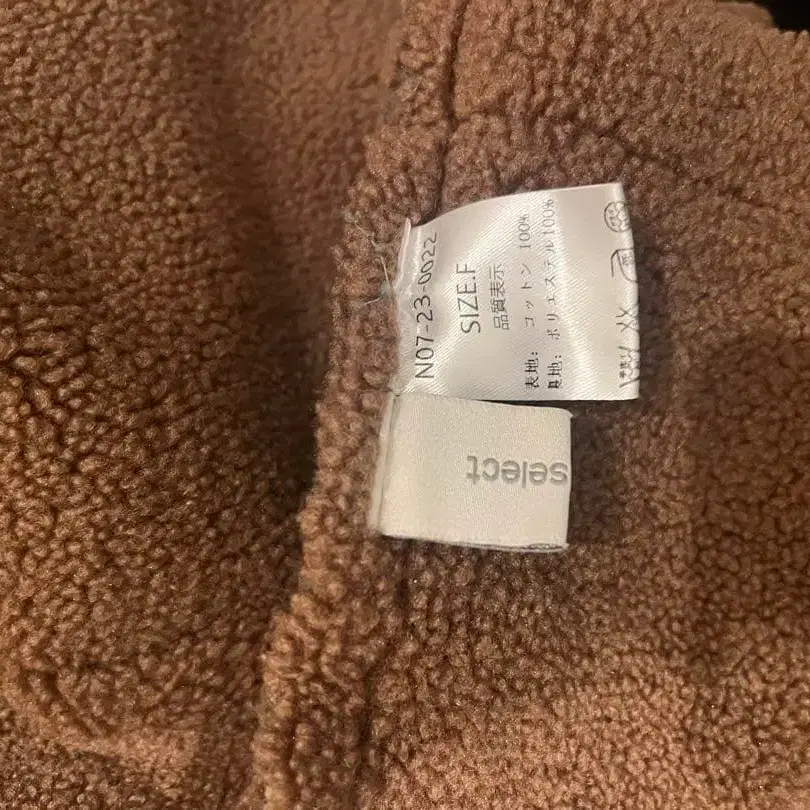 N07-23-0022
SIZE.F
品質表示
表地: コットン 100%
裏地: ポリエステル100%
select